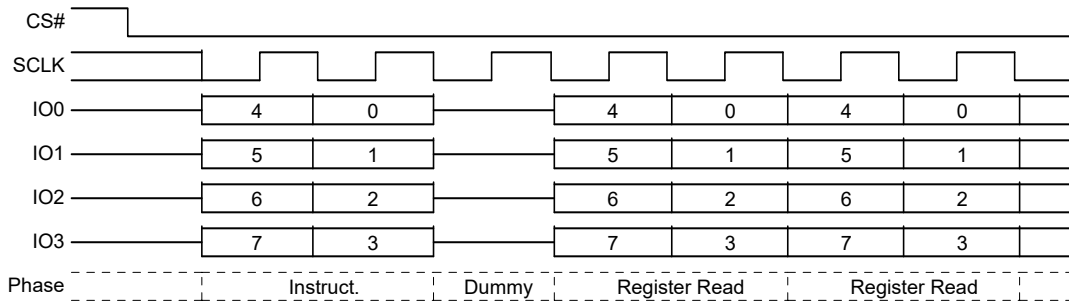 CS#
SCLK
IO0 4 0 4 0 4 0
IO1 5 1 5 1 5 1
IO2 6 2 6 2 6 2
IO3 7 3 7 3 7 3
Phase Instruct. Dummy Register Read Register Read